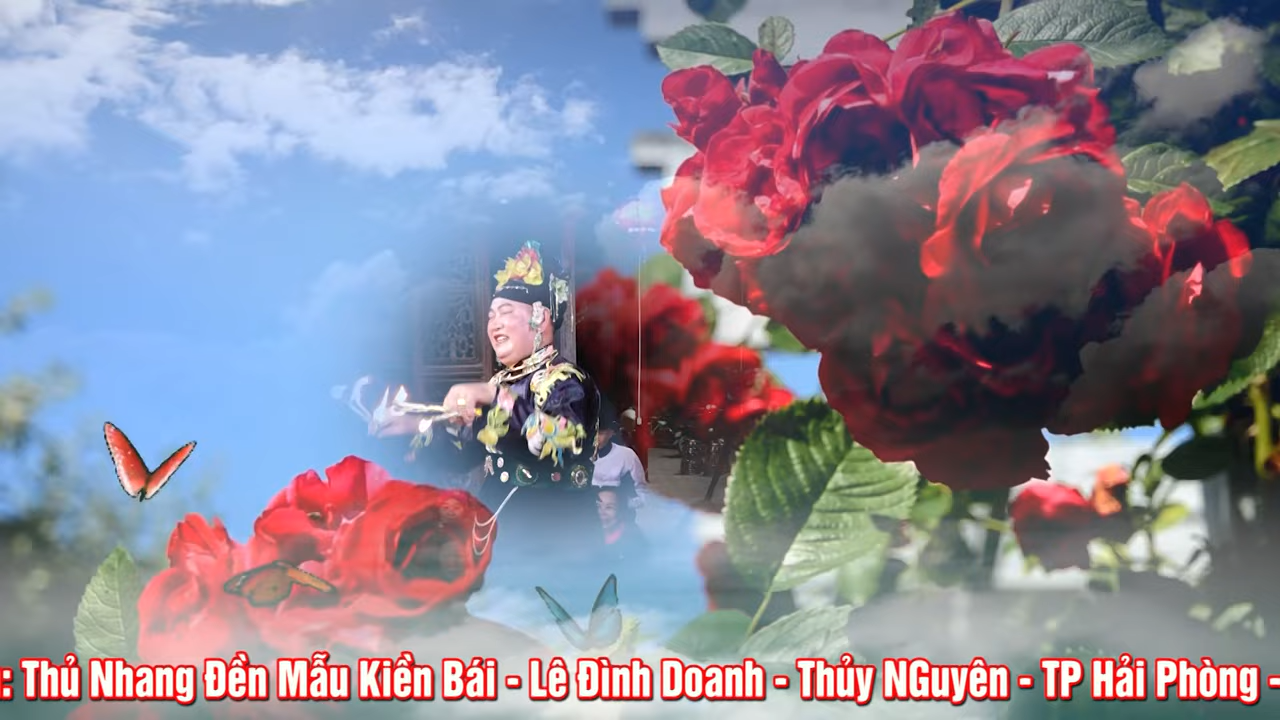 : Thủ Nhang Đền Mẫu Kiền Bái - Lê Đình Doanh - Thủy NGuyên - TP Hải Phòng -